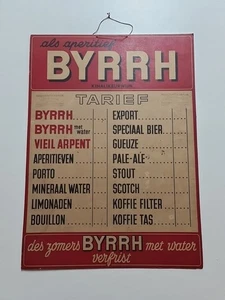 als aperitief
BYRRH
TARIEF
BYRRH
BYRRH met water
VIEIL ARPENT
APERITIEVEN
PORTO
MINERAAL WATER
LIMONADEN
BOUILLON
EXPORT
SPECIAAL BIER
GUEUZE
PALE-ALE
STOUT
SCOTCH
KOFFIE FILTER
KOFFIE TAS
des zomers BYRRH met water
verfrist